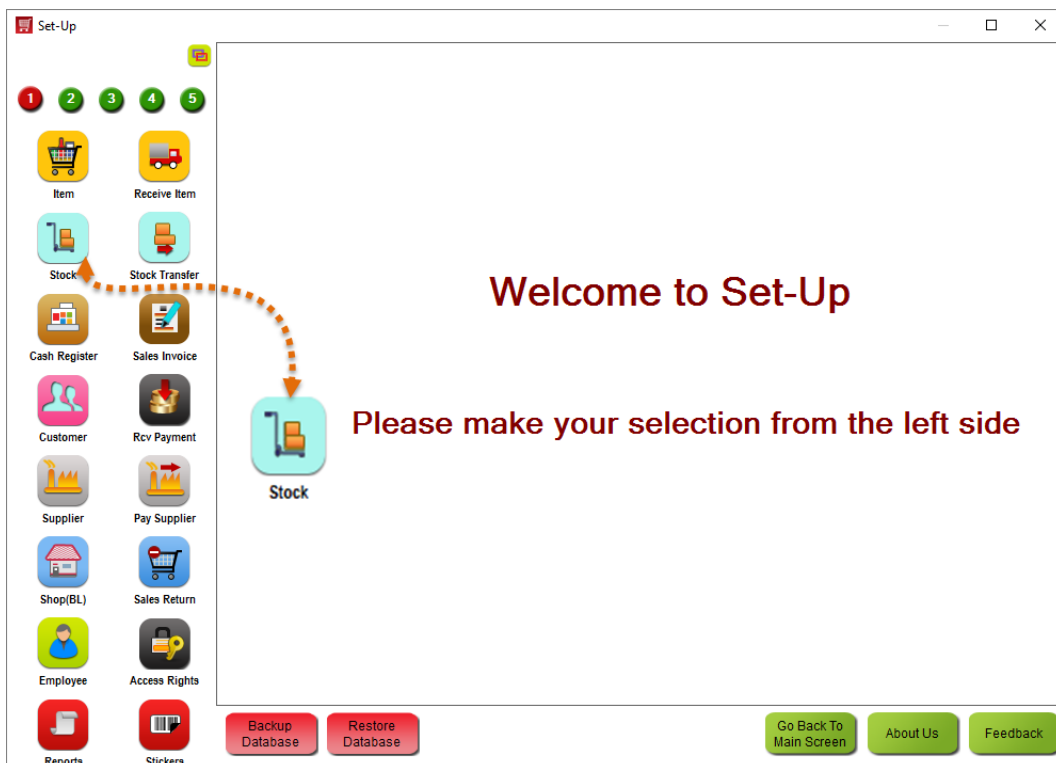 Set-Up
1 2 3 4 5
Item Receive Item
Stock Stock Transfer
Cash Register Sales Invoice
Customer Rcv Payment
Supplier Pay Supplier
Shop(BL) Sales Return
Employee Access Rights
Reports Stickers
Welcome to Set-Up
Please make your selection from the left side
Stock
Backup
Database
Restore
Database
Go Back To
Main Screen
About Us
Feedback